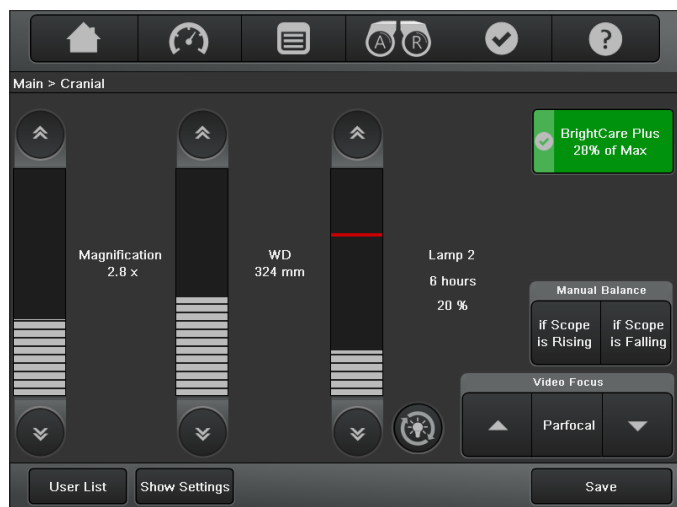 A R ?
Main > Cranial
BrightCare Plus
28% of Max
Magnification
2.8 x
WD
324 mm
Lamp 2
6 hours
20 %
Manual Balance
if Scope
is Rising
if Scope
is Falling
Video Focus
Parfocal
User List
Show Settings
Save